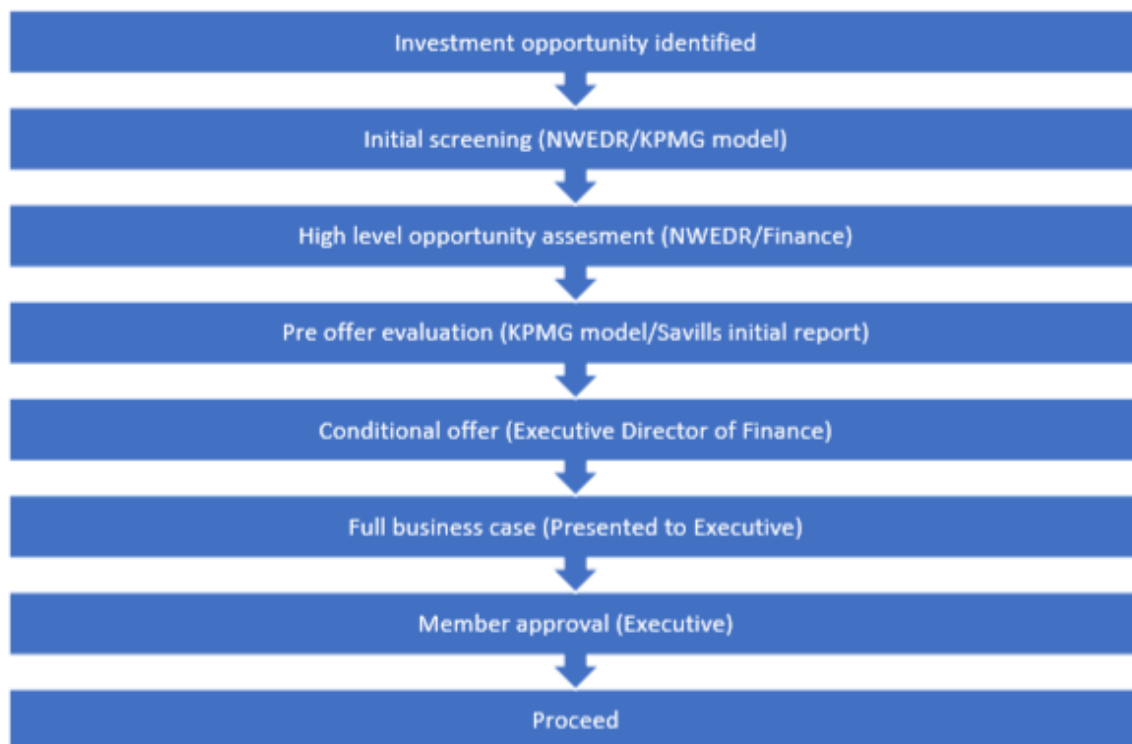 Investment opportunity identified
Initial screening (NWEDR/KPMG model)
High level opportunity assesment (NWEDR/Finance)
Pre offer evaluation (KPMG model/Savills initial report)
Conditional offer (Executive Director of Finance)
Full business case (Presented to Executive)
Member approval (Executive)
Proceed